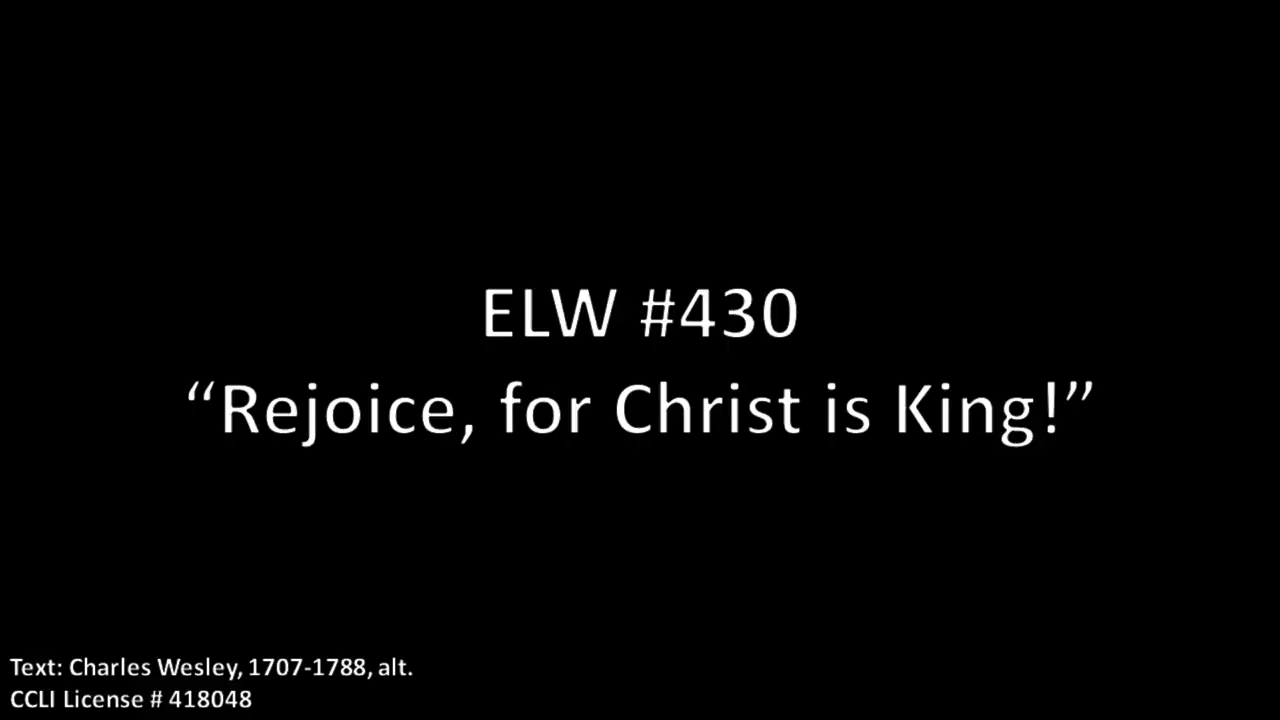 ELW #430
“Rejoice, for Christ is King!”
Text: Charles Wesley, 1707-1788, alt.
CCLI License # 418048